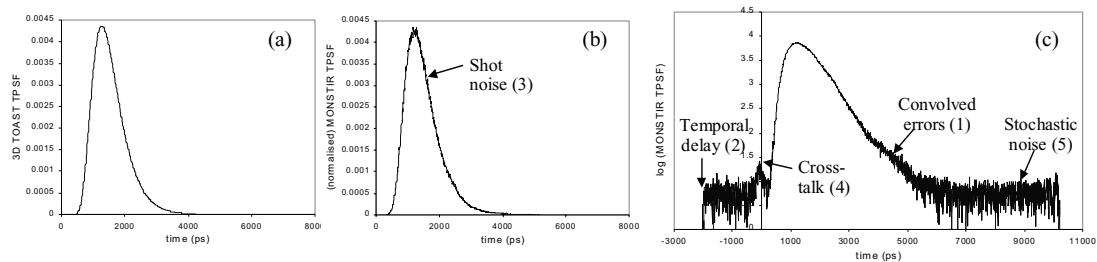 (a)
3D TOAST TPSF
0.0045
0.004
0.0035
0.003
0.0025
0.002
0.0015
0.001
0.0005
0
0
2000
4000
6000
8000
time (ps)
(b)
(normalised) MONSTIR TPSF
0.0045
0.004
0.0035
0.003
0.0025
0.002
0.0015
0.001
0.0005
0
Shot
noise (3)
0
2000
4000
6000
8000
time (ps)
(c)
log (MONSTIR TPSF)
4.5
4
3.5
3
2.5
2
1.5
1
0.5
0
Temporal
delay (2)
Cross-
talk (4)
Convolved
errors (1)
Stochastic
noise (5)
-3000
-1000
1000
3000
5000
7000
9000
11000
time (ps)